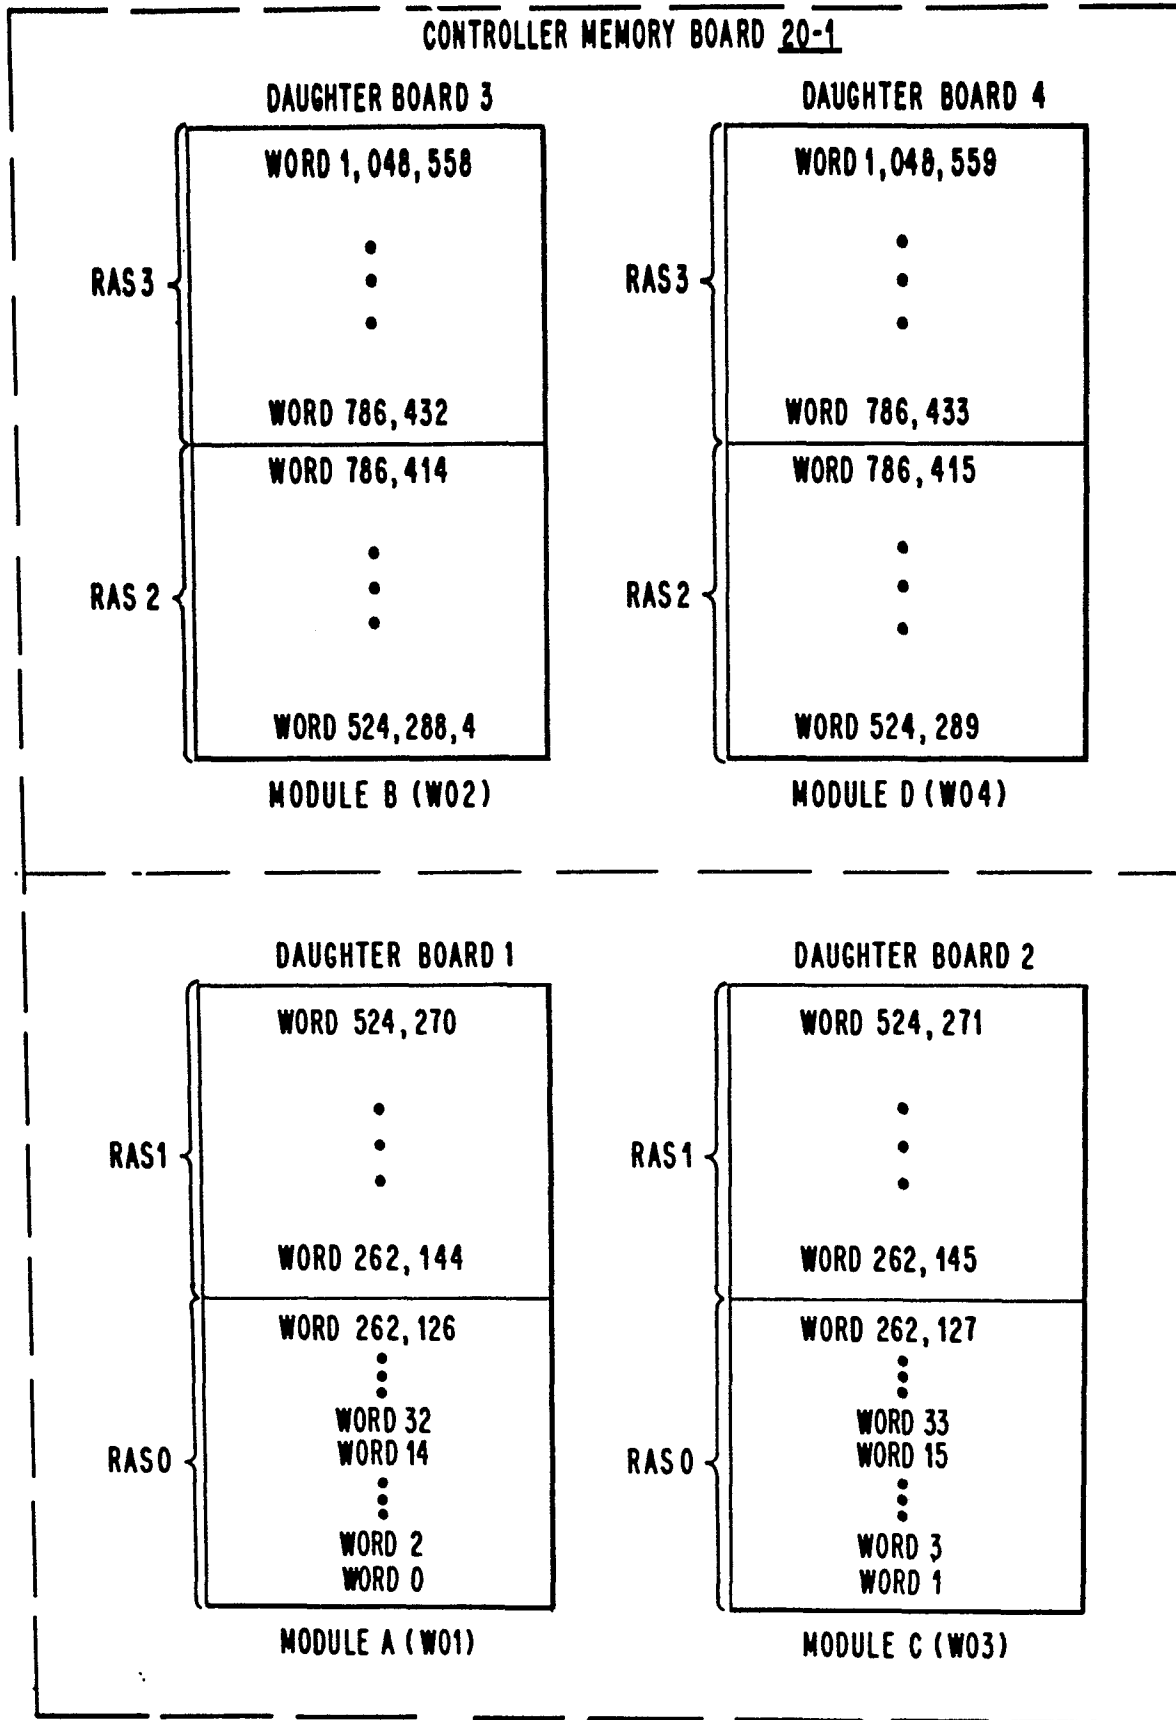 CONTROLLER MEMORY BOARD 20-1
DAUGHTER BOARD 3
WORD 1,048,558
RAS3
WORD 786,432
WORD 786,414
RAS2
WORD 524,288,4
MODULE B (W02)
DAUGHTER BOARD 4
WORD 1,048,559
RAS3
WORD 786,433
WORD 786,415
RAS2
WORD 524,289
MODULE D (W04)
DAUGHTER BOARD 1
WORD 524,270
RAS1
WORD 262,144
WORD 262,126
WORD 32
RAS0
WORD 14
WORD 2
WORD 0
MODULE A (W01)
DAUGHTER BOARD 2
WORD 524,271
RAS1
WORD 262,145
WORD 262,127
WORD 33
RAS0
WORD 15
WORD 3
WORD 1
MODULE C (W03)